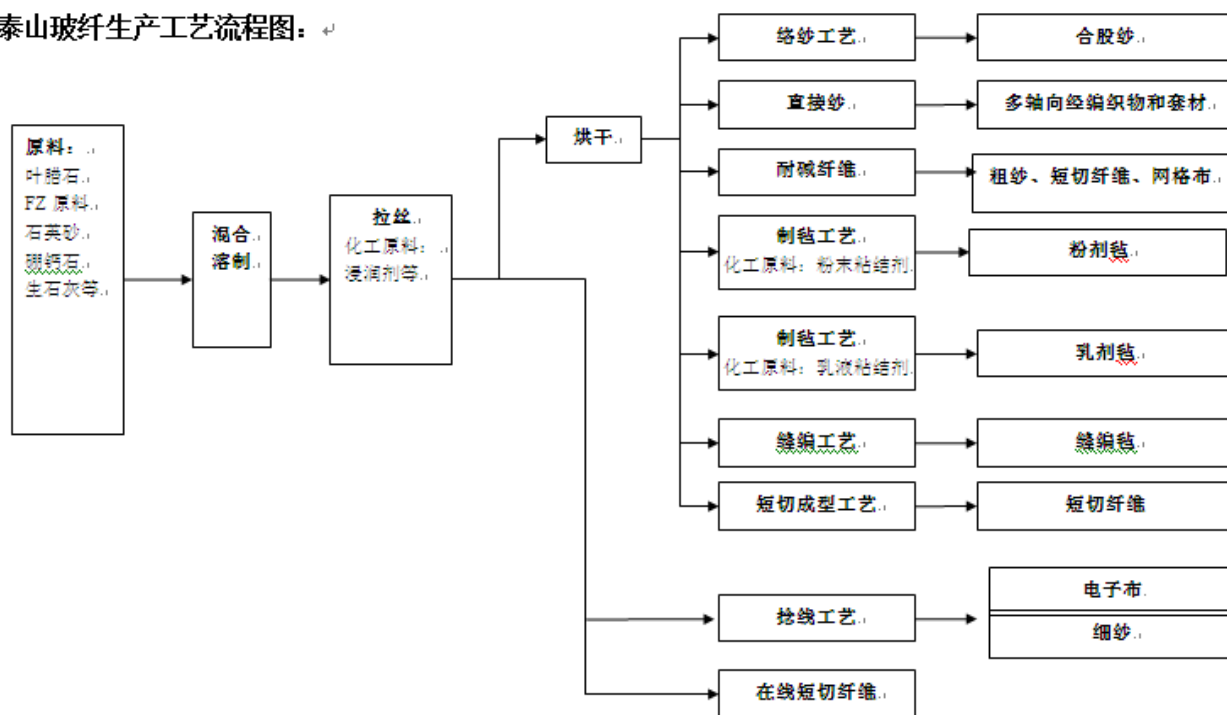 泰山玻纤生产工艺流程图：
原料：
叶腊石
FZ 原料
石英砂
硼钙石
生石灰等
混合
溶制
拉丝
化工原料：
浸润剂等
烘干
络纱工艺
合股纱
直接纱
多轴向经编织物和套材
耐碱纤维
粗纱、短切纤维、网格布
制毡工艺
化工原料：粉末粘结剂
粉剂毡
制毡工艺
化工原料：乳液粘结剂
乳剂毡
缝编工艺
缝编毡
短切成型工艺
短切纤维
捻线工艺
电子布
细纱
在线短切纤维